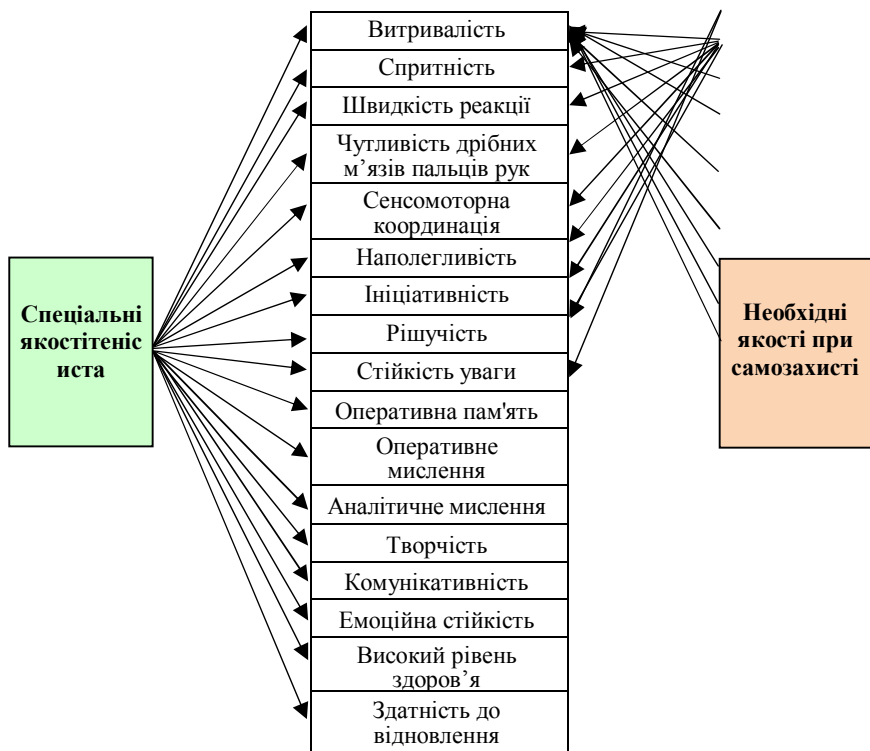 Витривалість
Спритність
Швидкість реакції
Чутливість дрібних
м’язів пальців рук
Сенсомоторна
координація
Наполегливість
Ініціативність
Рішучість
Стійкість уваги
Оперативна пам'ять
Оперативне
мислення
Аналітичне мислення
Творчість
Комунікативність
Емоційна стійкість
Високий рівень
здоров’я
Здатність до
відновлення
Спеціальні
якостітеніс
иста
Необхідні
якості при
самозахисті